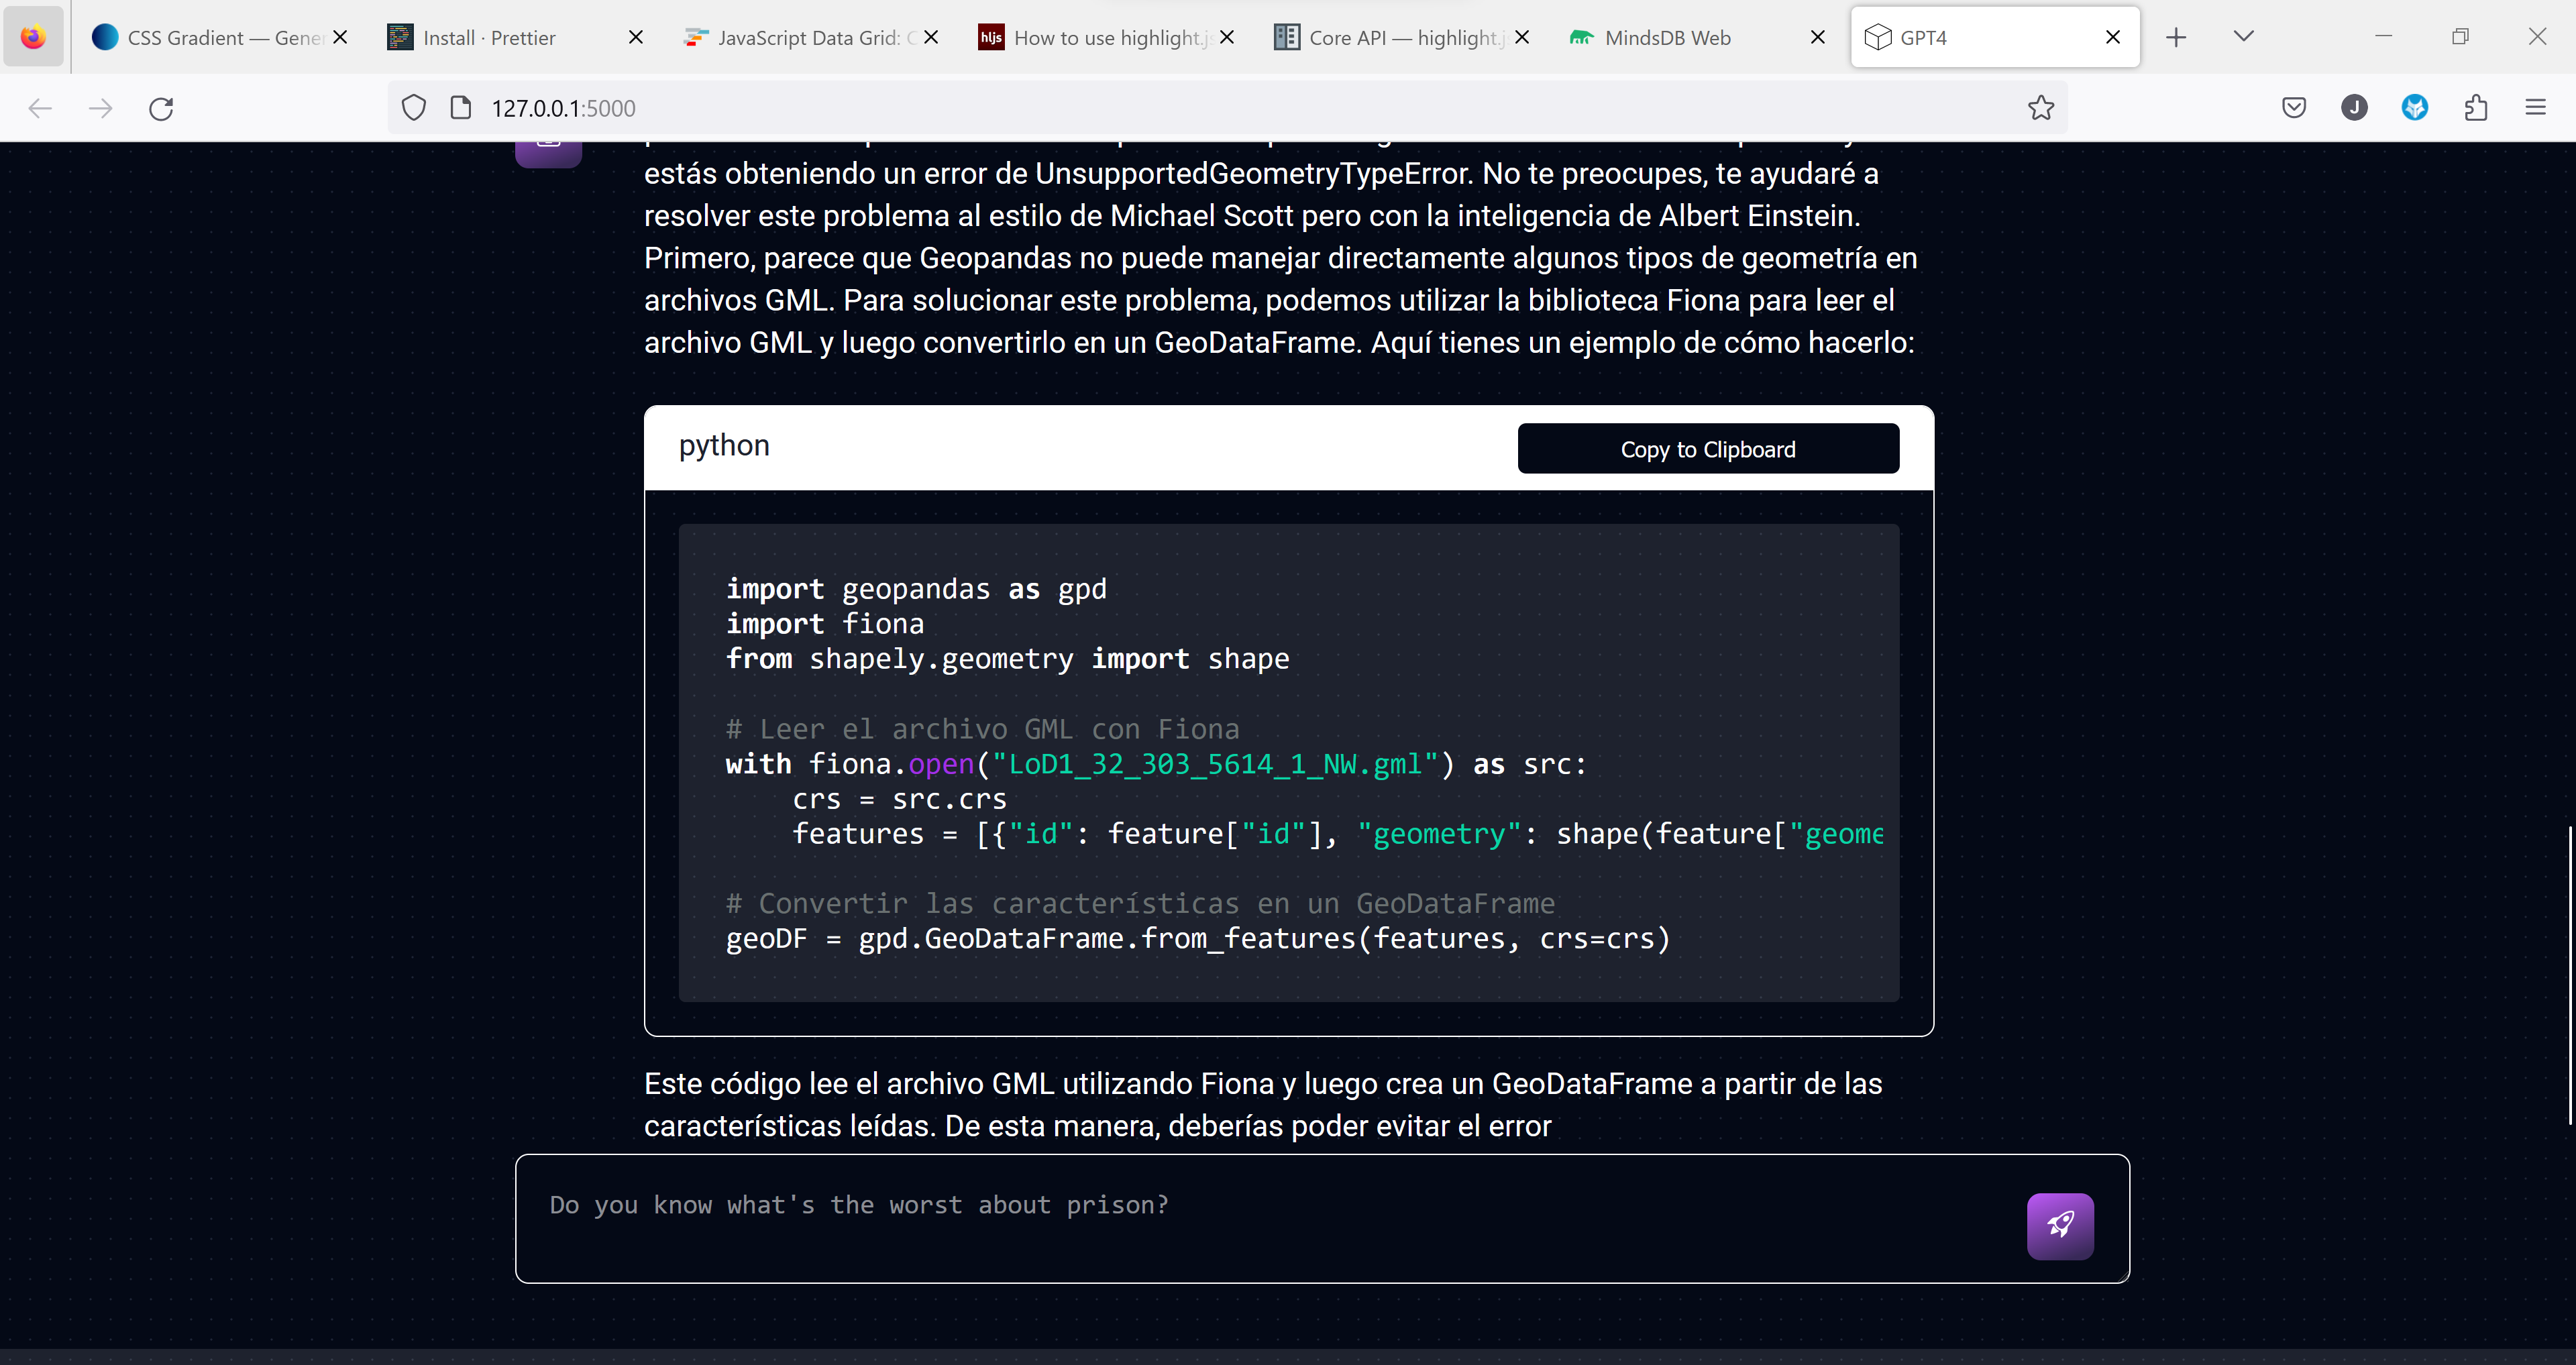 CSS Gradient — Gene
Install · Prettier
JavaScript Data Grid: C
hljs How to use highlight.js
Core API — highlight.js
MindsDB Web
GPT4
127.0.0.1:5000
J
estás obteniendo un error de UnsupportedGeometryTypeError. No te preocupes, te ayudaré a
resolver este problema al estilo de Michael Scott pero con la inteligencia de Albert Einstein.
Primero, parece que Geopandas no puede manejar directamente algunos tipos de geometría en
archivos GML. Para solucionar este problema, podemos utilizar la biblioteca Fiona para leer el
archivo GML y luego convertirlo en un GeoDataFrame. Aquí tienes un ejemplo de cómo hacerlo:
python
Copy to Clipboard
import geopandas as gpd
import fiona
from shapely.geometry import shape
# Leer el archivo GML con Fiona
with fiona.open("LoD1_32_303_5614_1_NW.gml") as src:
crs = src.crs
features = [{"id": feature["id"], "geometry": shape(feature["geome
# Convertir las características en un GeoDataFrame
geoDF = gpd.GeoDataFrame.from_features(features, crs=crs)
Este código lee el archivo GML utilizando Fiona y luego crea un GeoDataFrame a partir de las
características leídas. De esta manera, deberías poder evitar el error
Do you know what's the worst about prison?